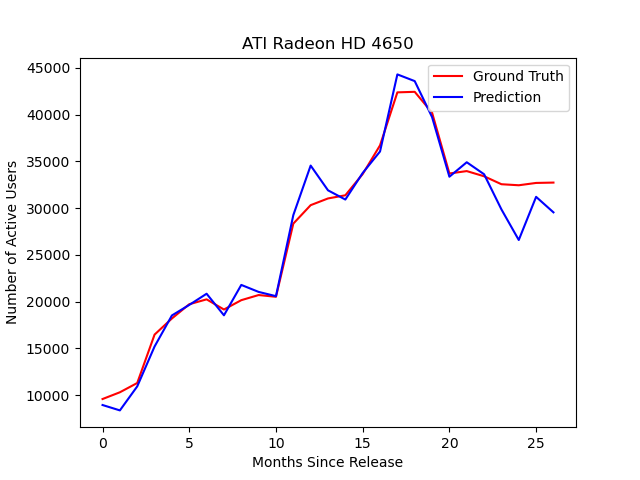 ATI Radeon HD 4650
Ground Truth
Prediction
45000
40000
35000
30000
25000
20000
15000
10000
Number of Active Users
0 5 10 15 20 25
Months Since Release